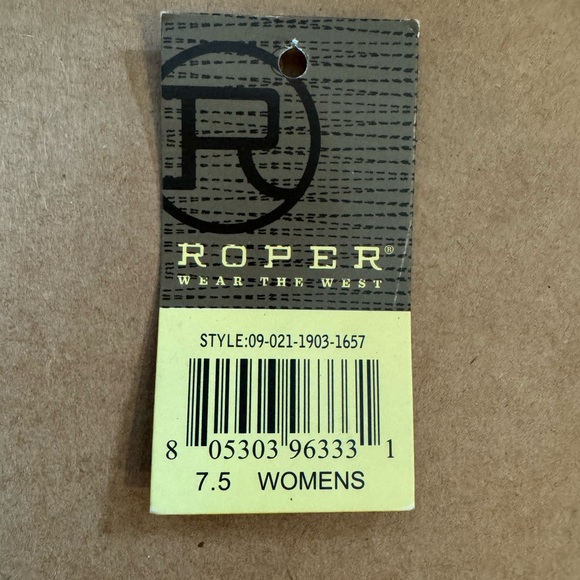 R
ROPER®
WEAR THE WEST
STYLE:09-021-1903-1657
8 05303 96333 1
7.5 WOMENS